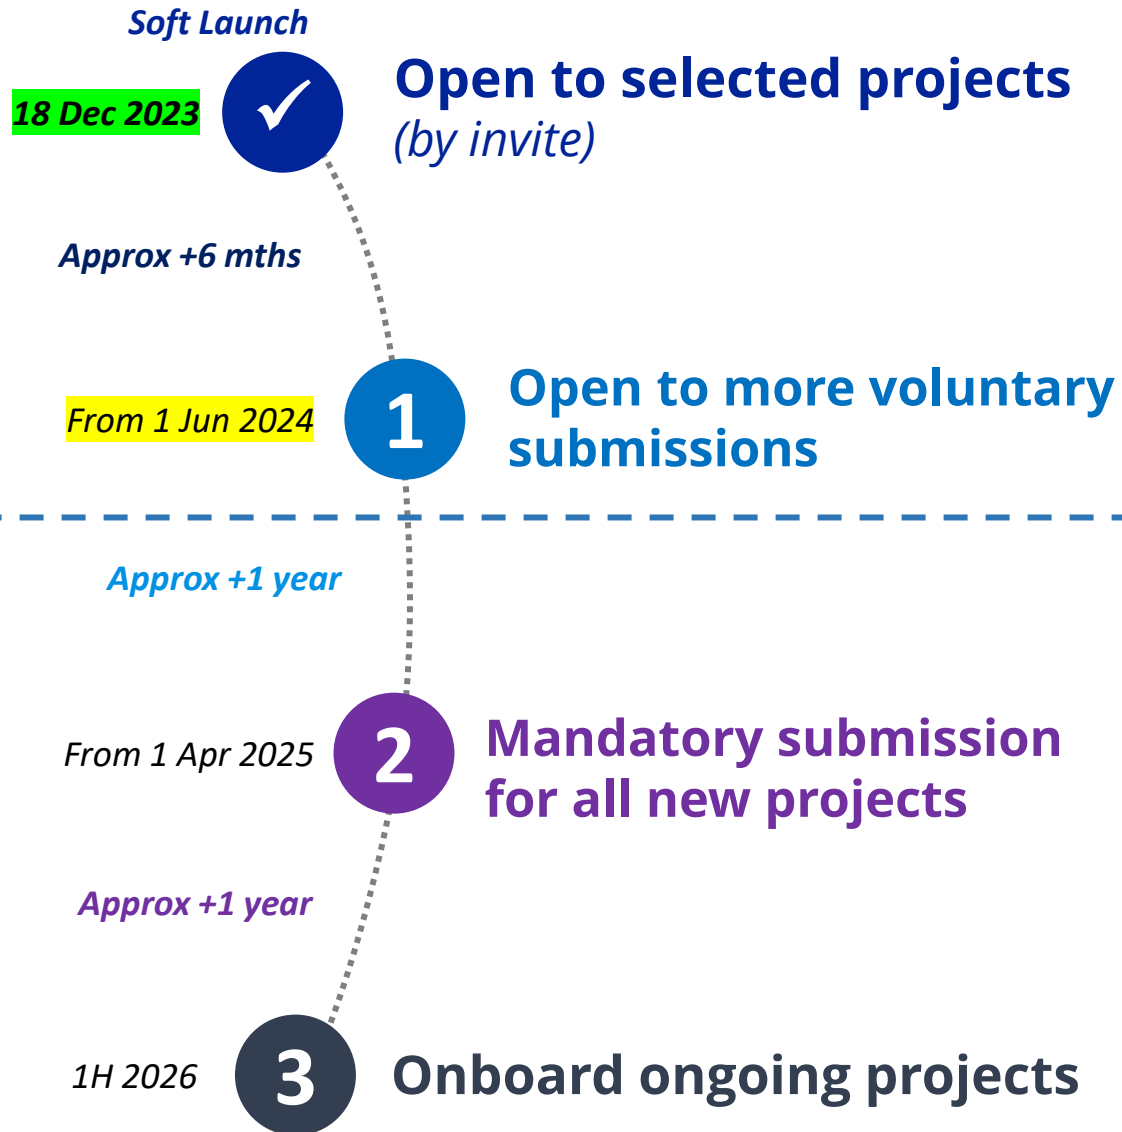 Soft Launch
18 Dec 2023
✓
Open to selected projects
(by invite)
Approx +6 mths
From 1 Jun 2024
1
Open to more voluntary
submissions
Approx +1 year
From 1 Apr 2025
2
Mandatory submission
for all new projects
Approx +1 year
1H 2026
3
Onboard ongoing projects